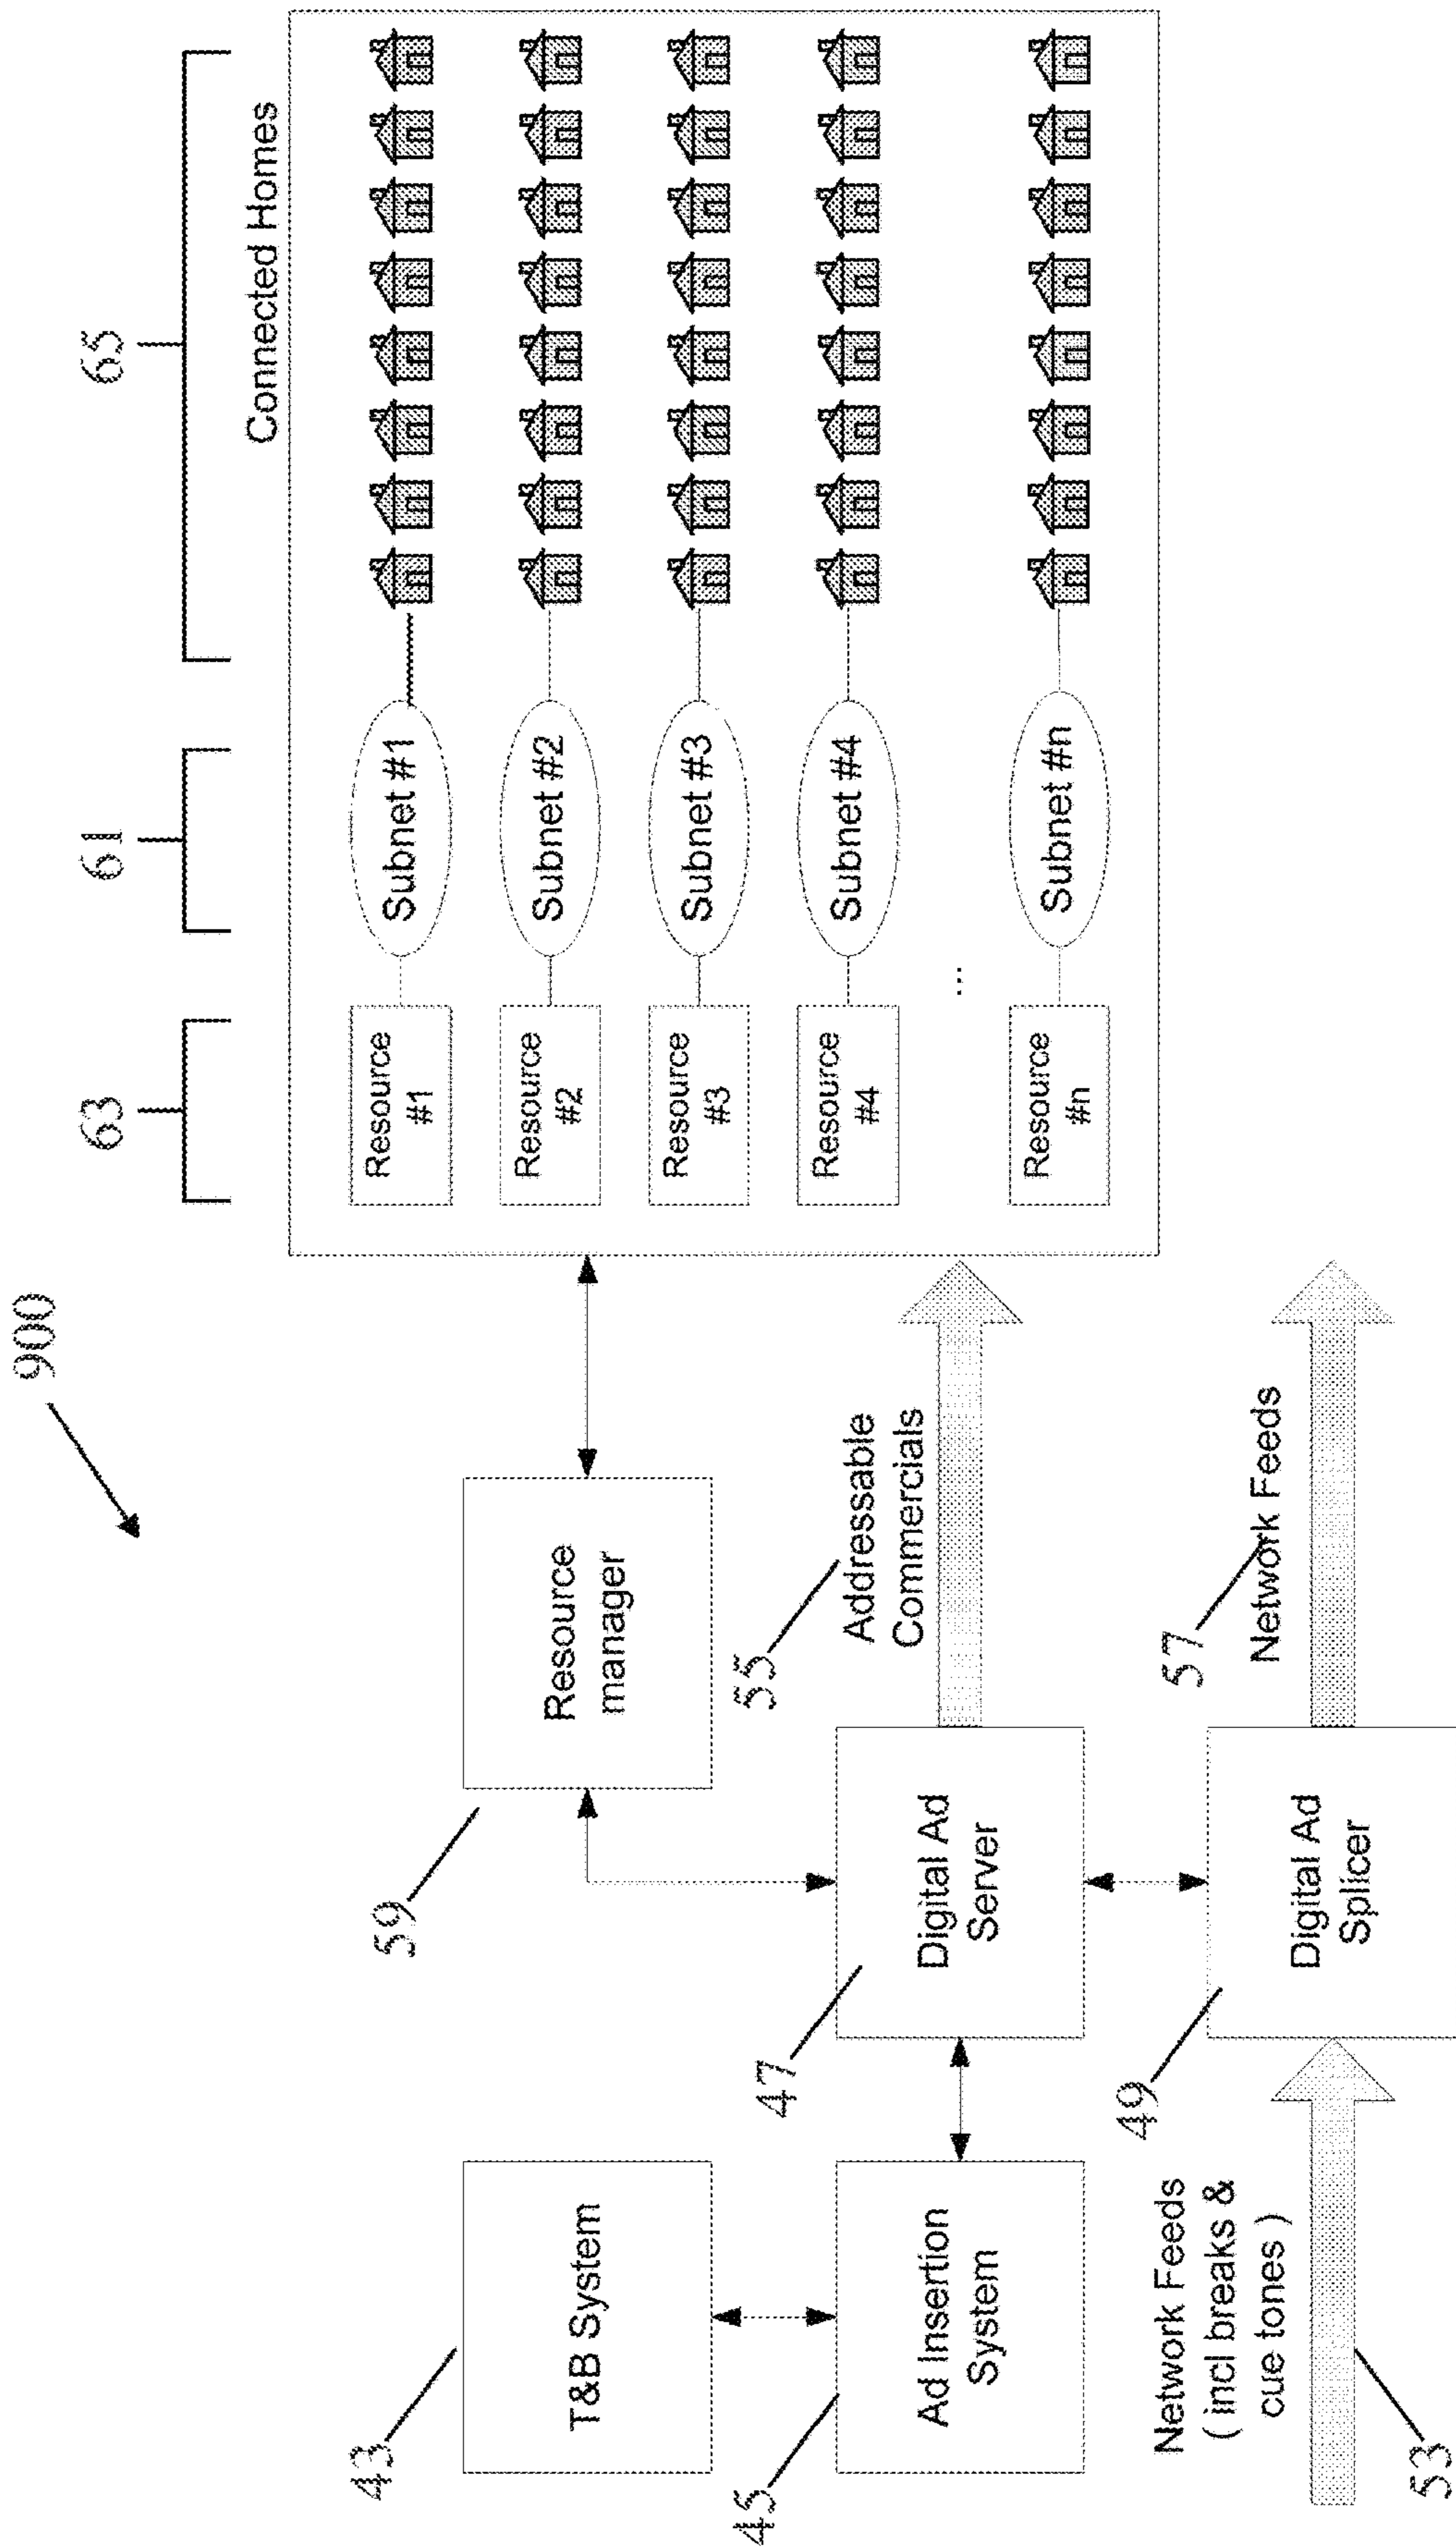 900
63
61
65
Connected Homes
Resource
#1
Subnet #1
Resource
#2
Subnet #2
Resource
#3
Subnet #3
Resource
#4
Subnet #4
...
Resource
#n
Subnet #n
43
T&B System
59
Resource
manager
45
Ad Insertion
System
47
Digital Ad
Server
55
Addressable
Commercials
53
Network Feeds
( incl breaks &
cue tones )
49
Digital Ad
Splicer
57
Network Feeds